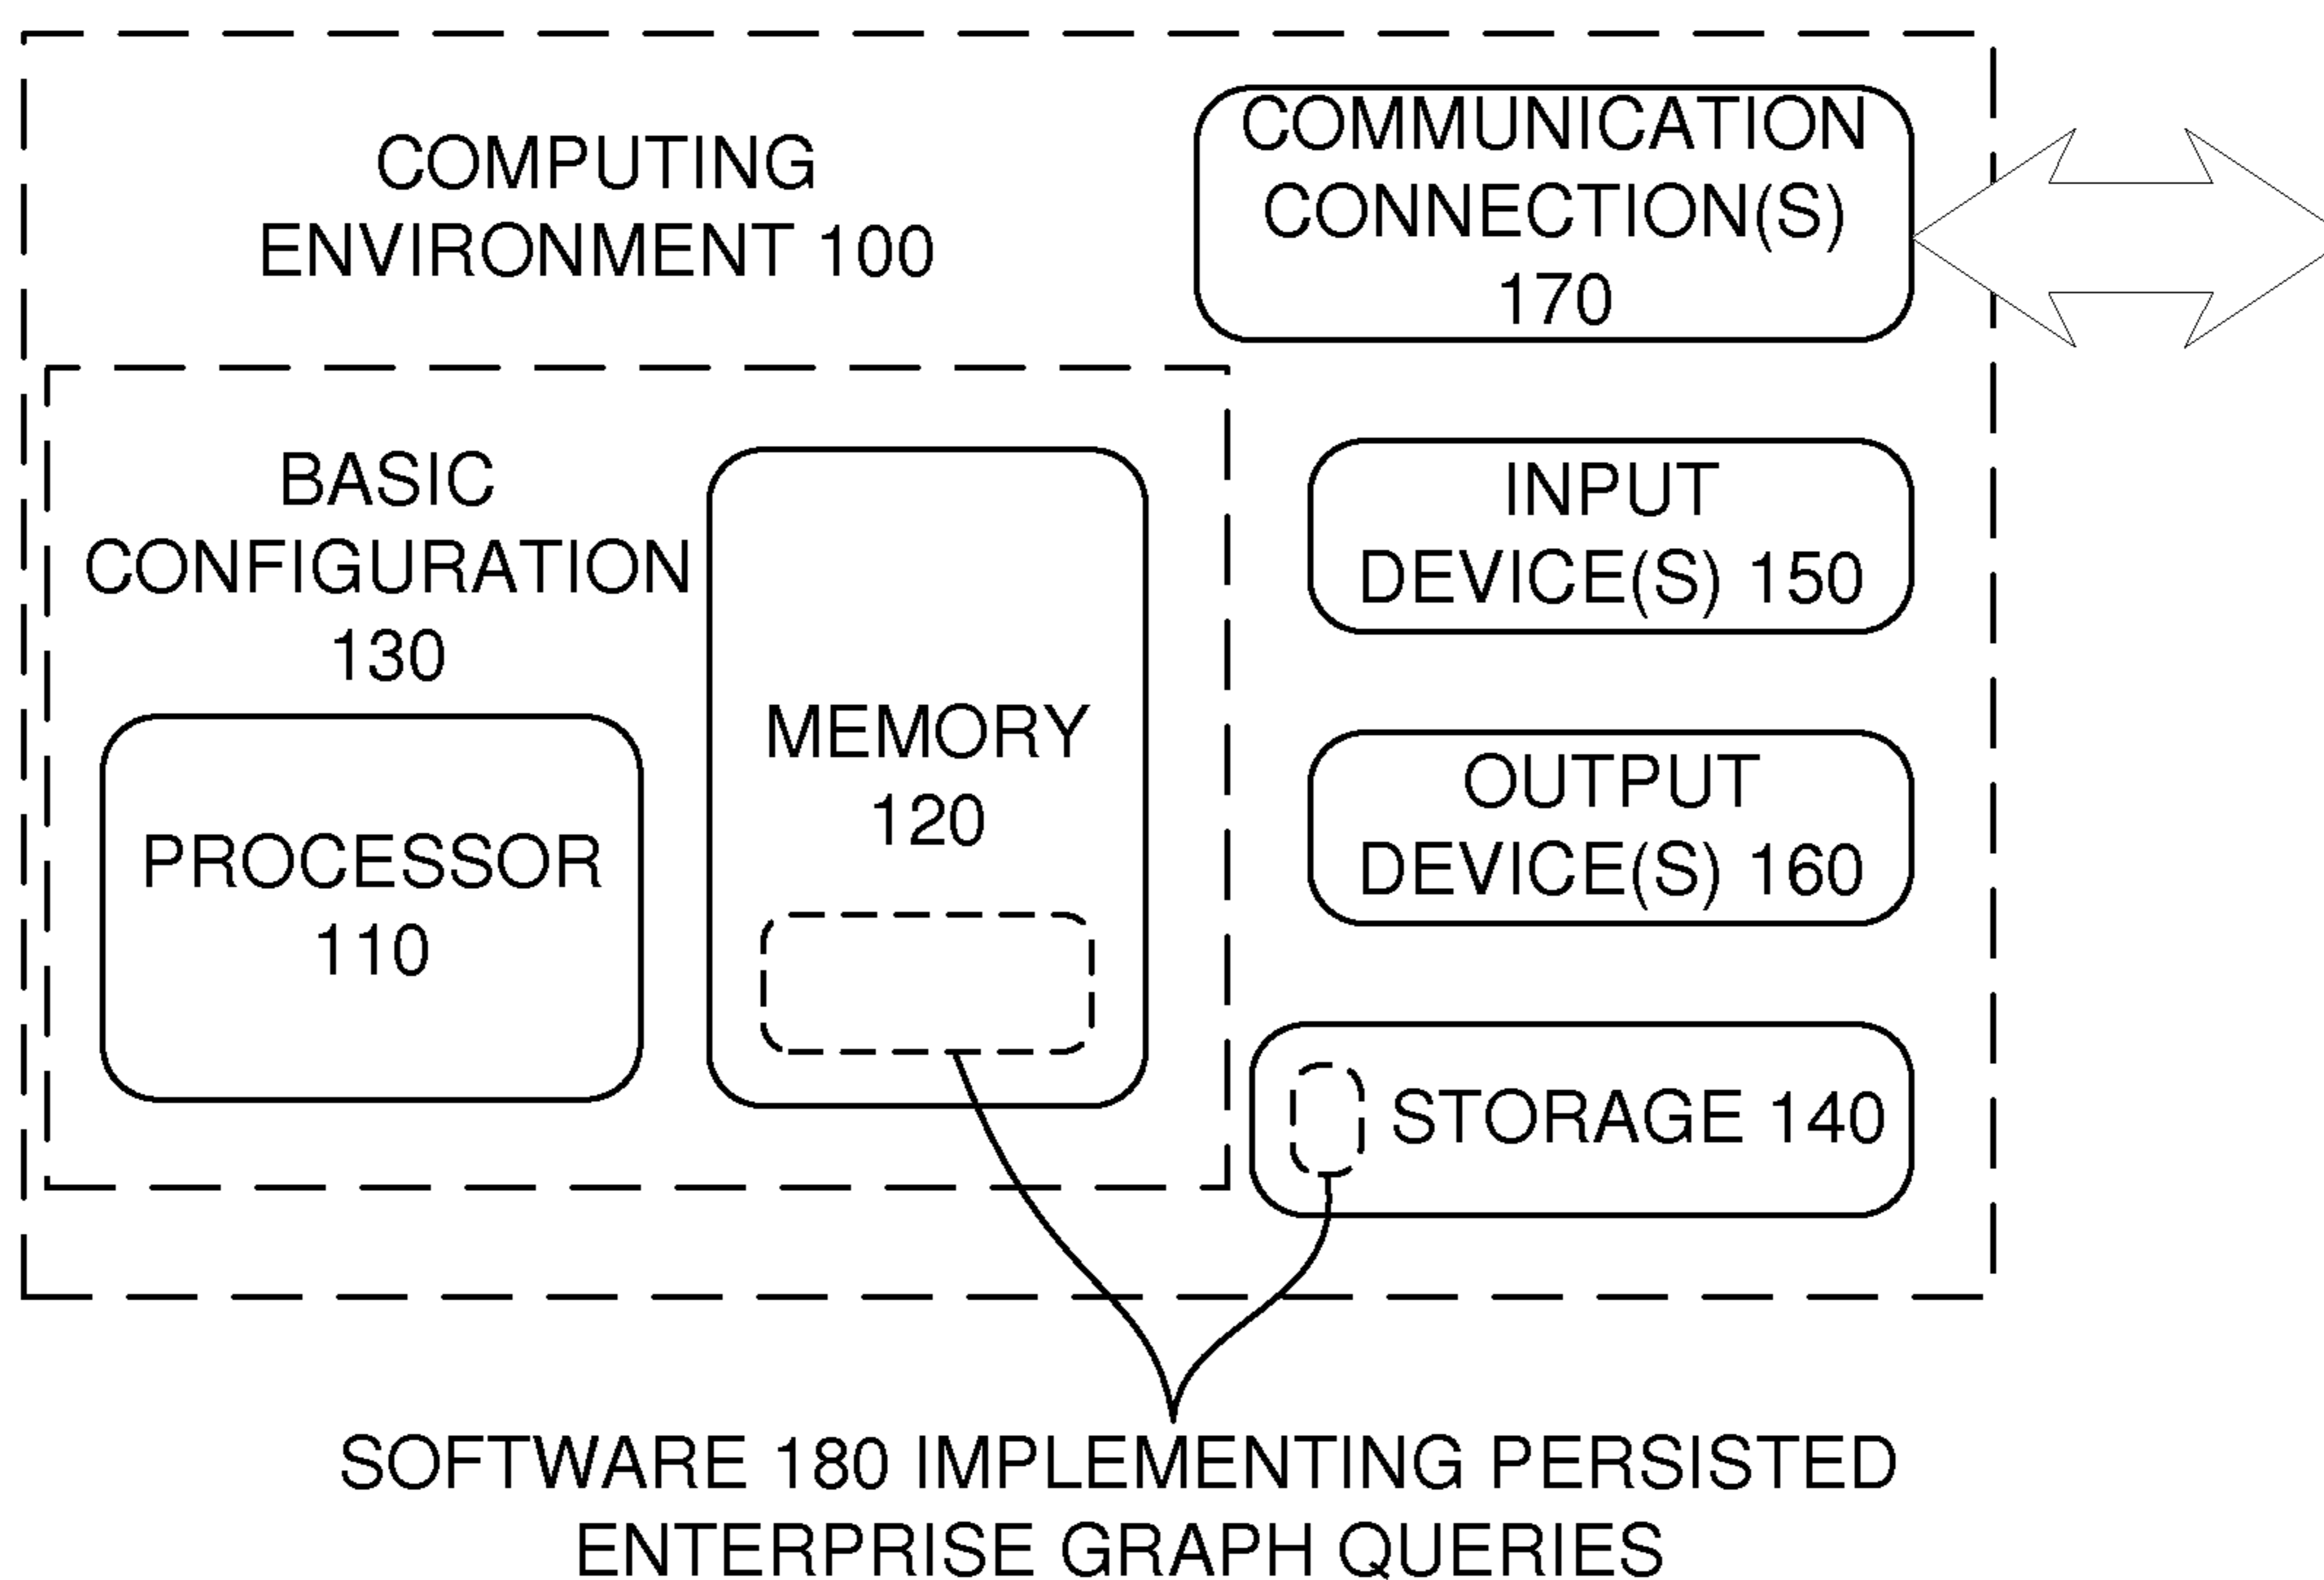 COMPUTING
ENVIRONMENT 100
COMMUNICATION
CONNECTION(S)
170
BASIC
CONFIGURATION
130
PROCESSOR
110
MEMORY
120
INPUT
DEVICE(S) 150
OUTPUT
DEVICE(S) 160
STORAGE 140
SOFTWARE 180 IMPLEMENTING PERSISTED
ENTERPRISE GRAPH QUERIES